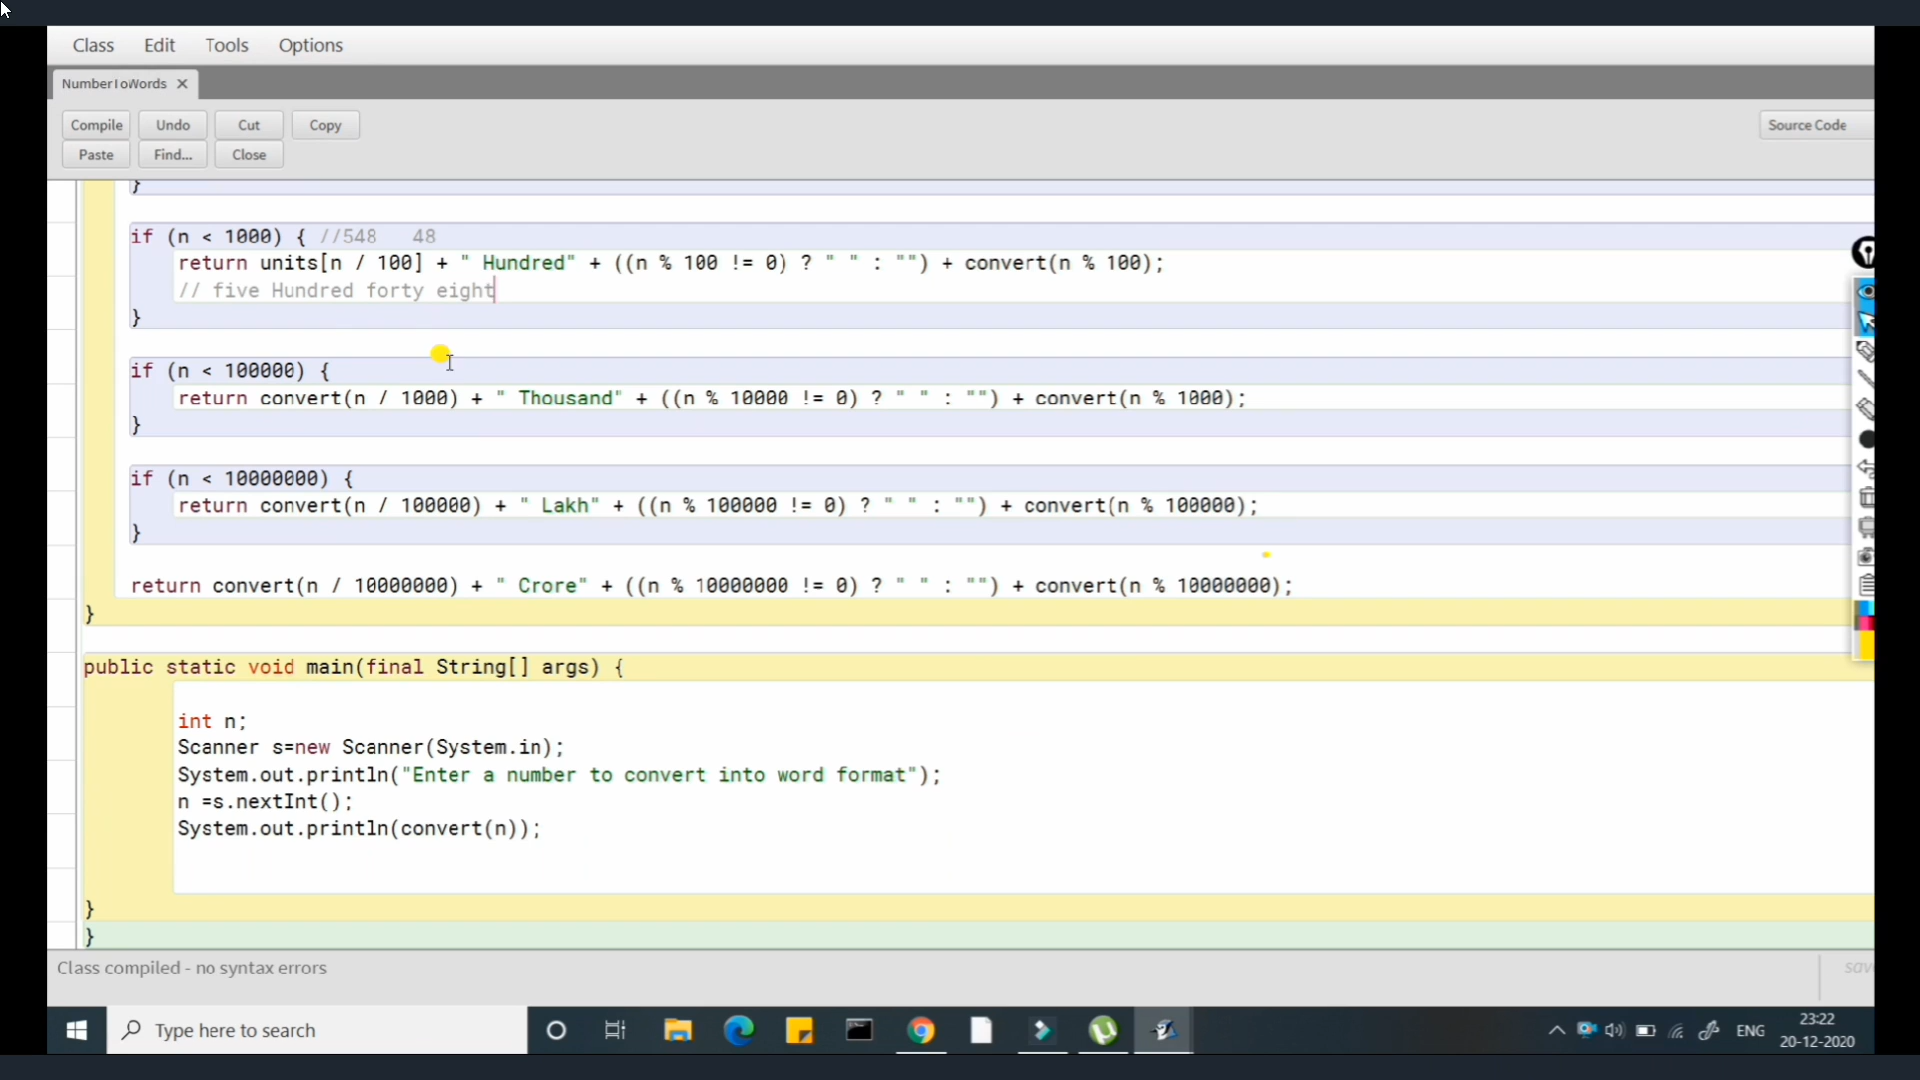 Class Edit Tools Options
NumberToWords ×
Compile Undo Cut Copy Source Code
Paste Find... Close
}
if (n < 1000) { //548 48
return units[n / 100] + " Hundred" + ((n % 100 != 0) ? " " : "") + convert(n % 100);
// five Hundred forty eight
}
if (n < 100000) {
return convert(n / 1000) + " Thousand" + ((n % 10000 != 0) ? " " : "") + convert(n % 1000);
}
if (n < 10000000) {
return convert(n / 100000) + " Lakh" + ((n % 100000 != 0) ? " " : "") + convert(n % 100000);
}
return convert(n / 10000000) + " Crore" + ((n % 10000000 != 0) ? " " : "") + convert(n % 10000000);
}
public static void main(final String[] args) {
int n;
Scanner s=new Scanner(System.in);
System.out.println("Enter a number to convert into word format");
n =s.nextInt();
System.out.println(convert(n));
}
}
Class compiled - no syntax errors
Type here to search
ENG
23:22
20-12-2020